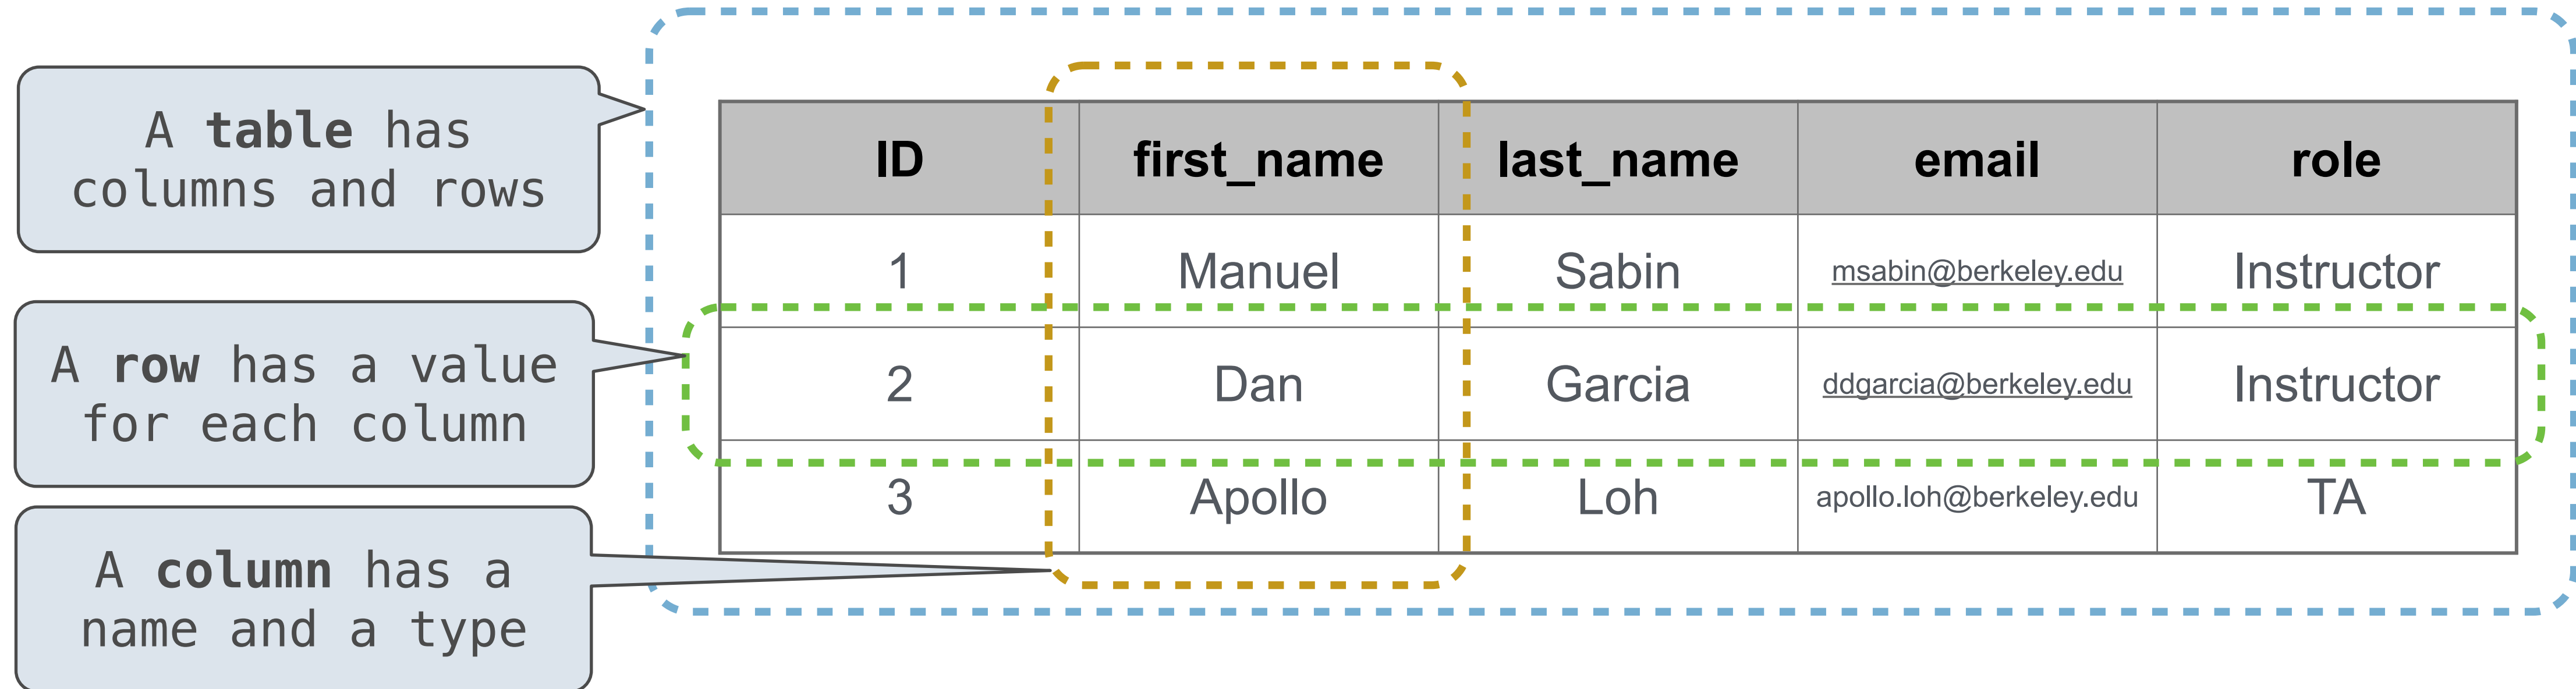 A table has
columns and rows
A row has a value
for each column
A column has a
name and a type
ID first_name last_name email role
1 Manuel Sabin msabin@berkeley.edu Instructor
2 Dan Garcia ddgarcia@berkeley.edu Instructor
3 Apollo Loh apollo.loh@berkeley.edu TA